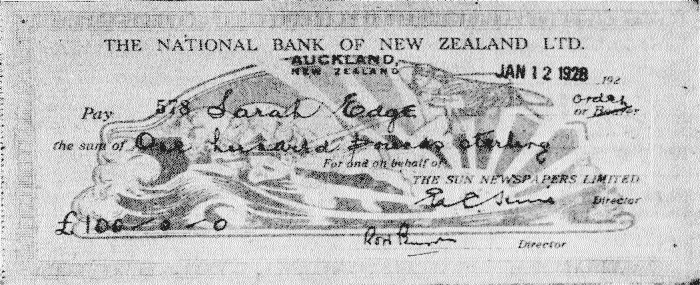 THE NATIONAL BANK OF NEW ZEALAND LTD.
AUCKLAND,
NEW ZEALAND
JAN 12 1928 192
Pay 578 Sarah Edge Order or Bearer
the sum of One hundred Pounds sterling
For and on behalf of
THE SUN NEWSPAPERS LIMITED
Director
£100-0-0
Director